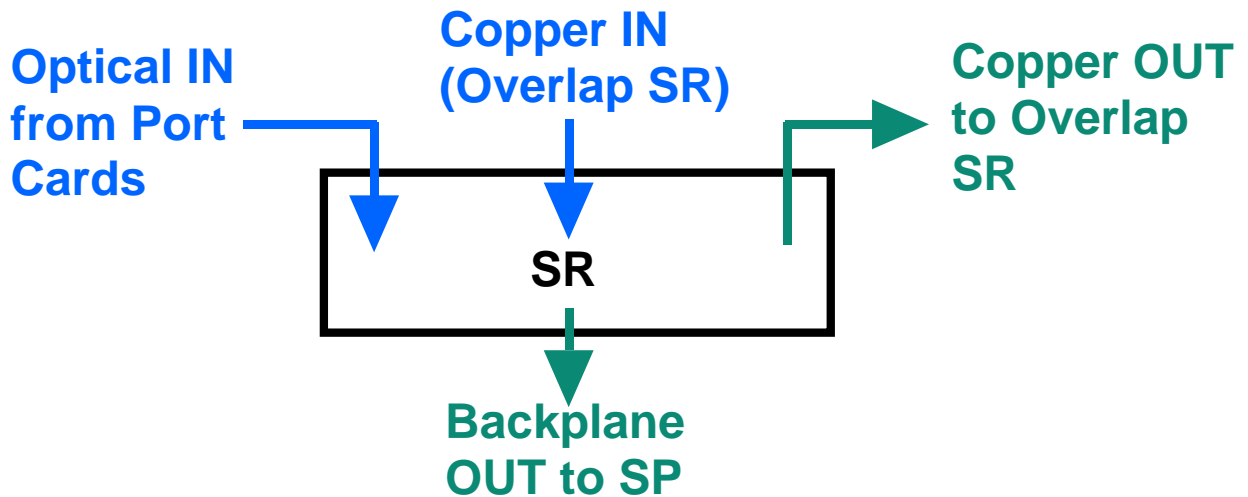 Optical IN
from Port
Cards
Copper IN
(Overlap SR)
Copper OUT
to Overlap
SR
SR
Backplane
OUT to SP